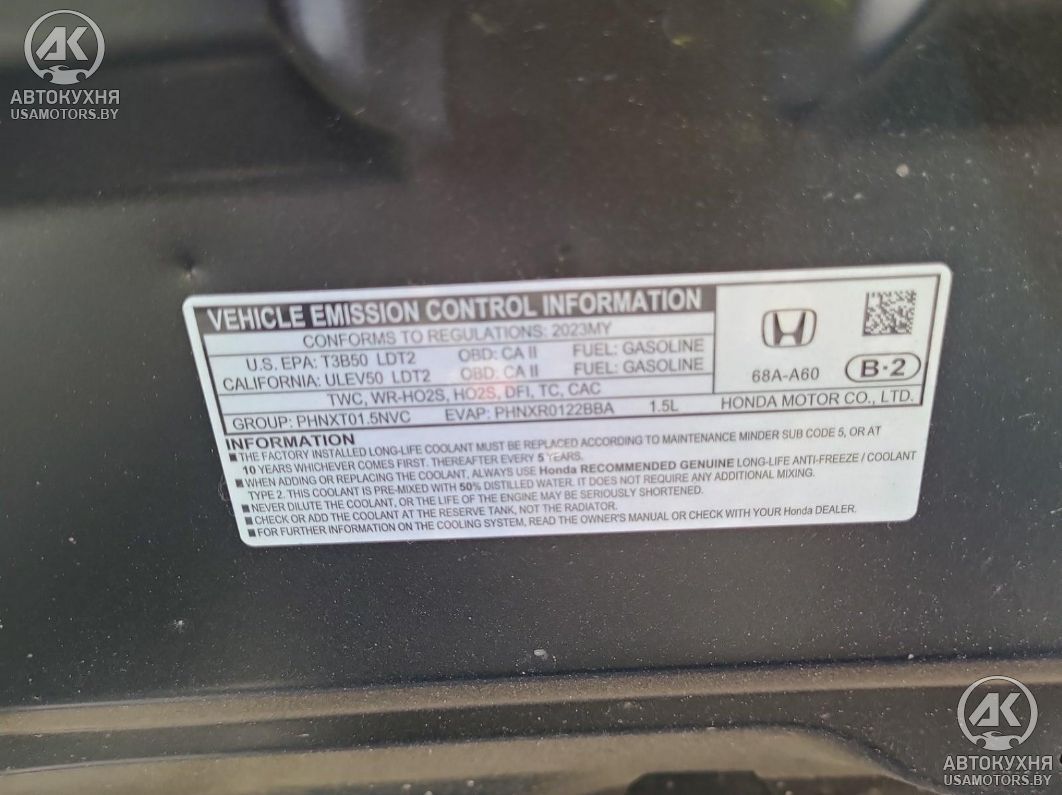 АК
АВТОКУХНЯ
USAMOTORS.BY
VEHICLE EMISSION CONTROL INFORMATION
CONFORMS TO REGULATIONS: 2023MY
U.S. EPA: T3B50 LDT2 OBD: CA II FUEL: GASOLINE
CALIFORNIA: ULEV50 LDT2 OBD: CA II FUEL: GASOLINE
TWC, WR-HO2S, HO2S, DFI, TC, CAC
GROUP: PHNXT01.5NVC EVAP: PHNXR0122BBA 1.5L
68A-A60 B-2
HONDA MOTOR CO., LTD.
INFORMATION
■THE FACTORY INSTALLED LONG-LIFE COOLANT MUST BE REPLACED ACCORDING TO MAINTENANCE MINDER SUB CODE 5, OR AT
10 YEARS WHICHEVER COMES FIRST. THEREAFTER EVERY 5 YEARS.
■WHEN ADDING OR REPLACING THE COOLANT, ALWAYS USE Honda RECOMMENDED GENUINE LONG-LIFE ANTI-FREEZE / COOLANT
TYPE 2. THIS COOLANT IS PRE-MIXED WITH 50% DISTILLED WATER. IT DOES NOT REQUIRE ANY ADDITIONAL MIXING.
■NEVER DILUTE THE COOLANT, OR THE LIFE OF THE ENGINE MAY BE SERIOUSLY SHORTENED.
■CHECK OR ADD THE COOLANT AT THE RESERVE TANK, NOT THE RADIATOR.
■FOR FURTHER INFORMATION ON THE COOLING SYSTEM, READ THE OWNER'S MANUAL OR CHECK WITH YOUR Honda DEALER.
АК
АВТОКУХНЯ
USAMOTORS.BY